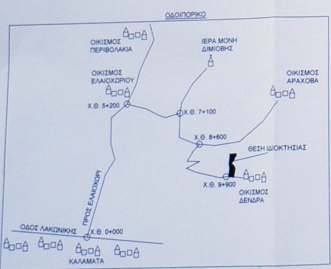 ΟΔΟΙΠΟΡΙΚΟ
ΟΙΚΙΣΜΟΣ
ΠΕΡΙΒΟΛΑΚΙΑ
ΙΕΡΑ ΜΟΝΗ
ΔΙΜΙΟΒΗΣ
ΟΙΚΙΣΜΟΣ
ΕΛΑΙΟΧΩΡΙΟΥ
ΟΙΚΙΣΜΟΣ
ΑΡΑΧΟΒΑ
Χ.Θ. 5+200
Χ.Θ. 7+100
Χ.Θ. 8+600
ΘΕΣΗ ΙΔΙΟΚΤΗΣΙΑΣ
Χ.Θ. 9+900
ΟΙΚΙΣΜΟΣ
ΔΕΝΔΡΑ
ΠΡΟΣ ΕΛΑΙΟΧΩΡΙ
ΟΔΟΣ ΛΑΚΩΝΙΚΗΣ
Χ.Θ. 0+000
ΚΑΛΑΜΑΤΑ